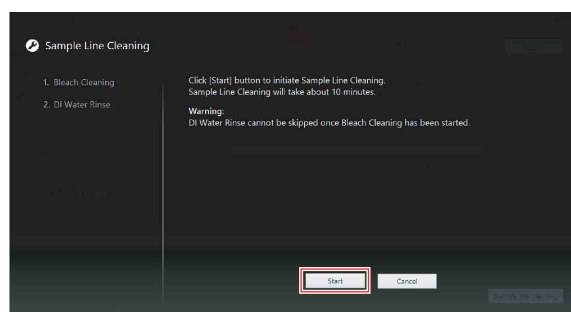 Sample Line Cleaning
1. Bleach Cleaning
2. DI Water Rinse
Click [Start] button to initiate Sample Line Cleaning.
Sample Line Cleaning will take about 10 minutes.
Warning:
DI Water Rinse cannot be skipped once Bleach Cleaning has been started.
Start
Cancel